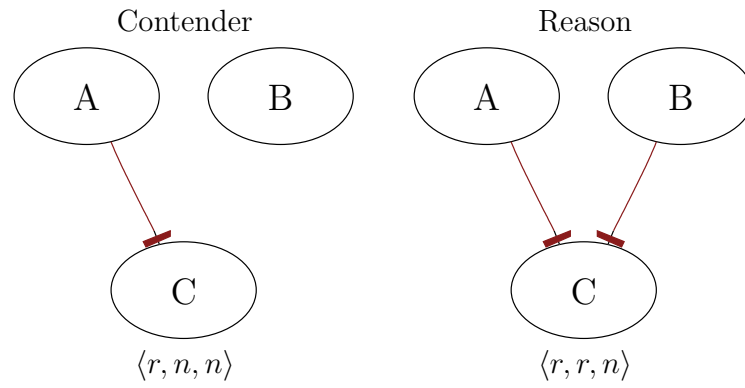 Contender
A B
C
⟨r, n, n⟩
Reason
A B
C
⟨r, r, n⟩